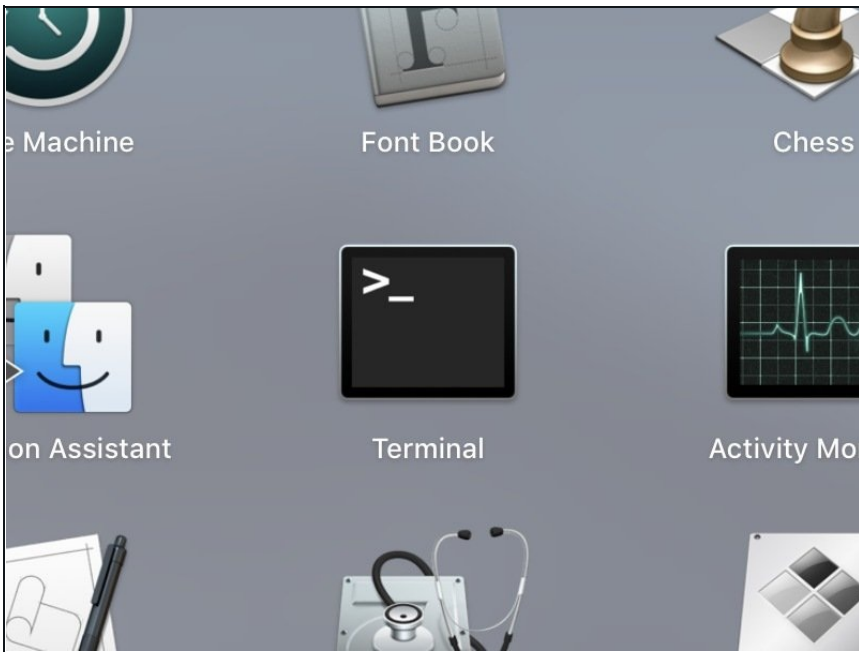 e Machine
Font Book
Chess
>_
on Assistant
Terminal
Activity Mo